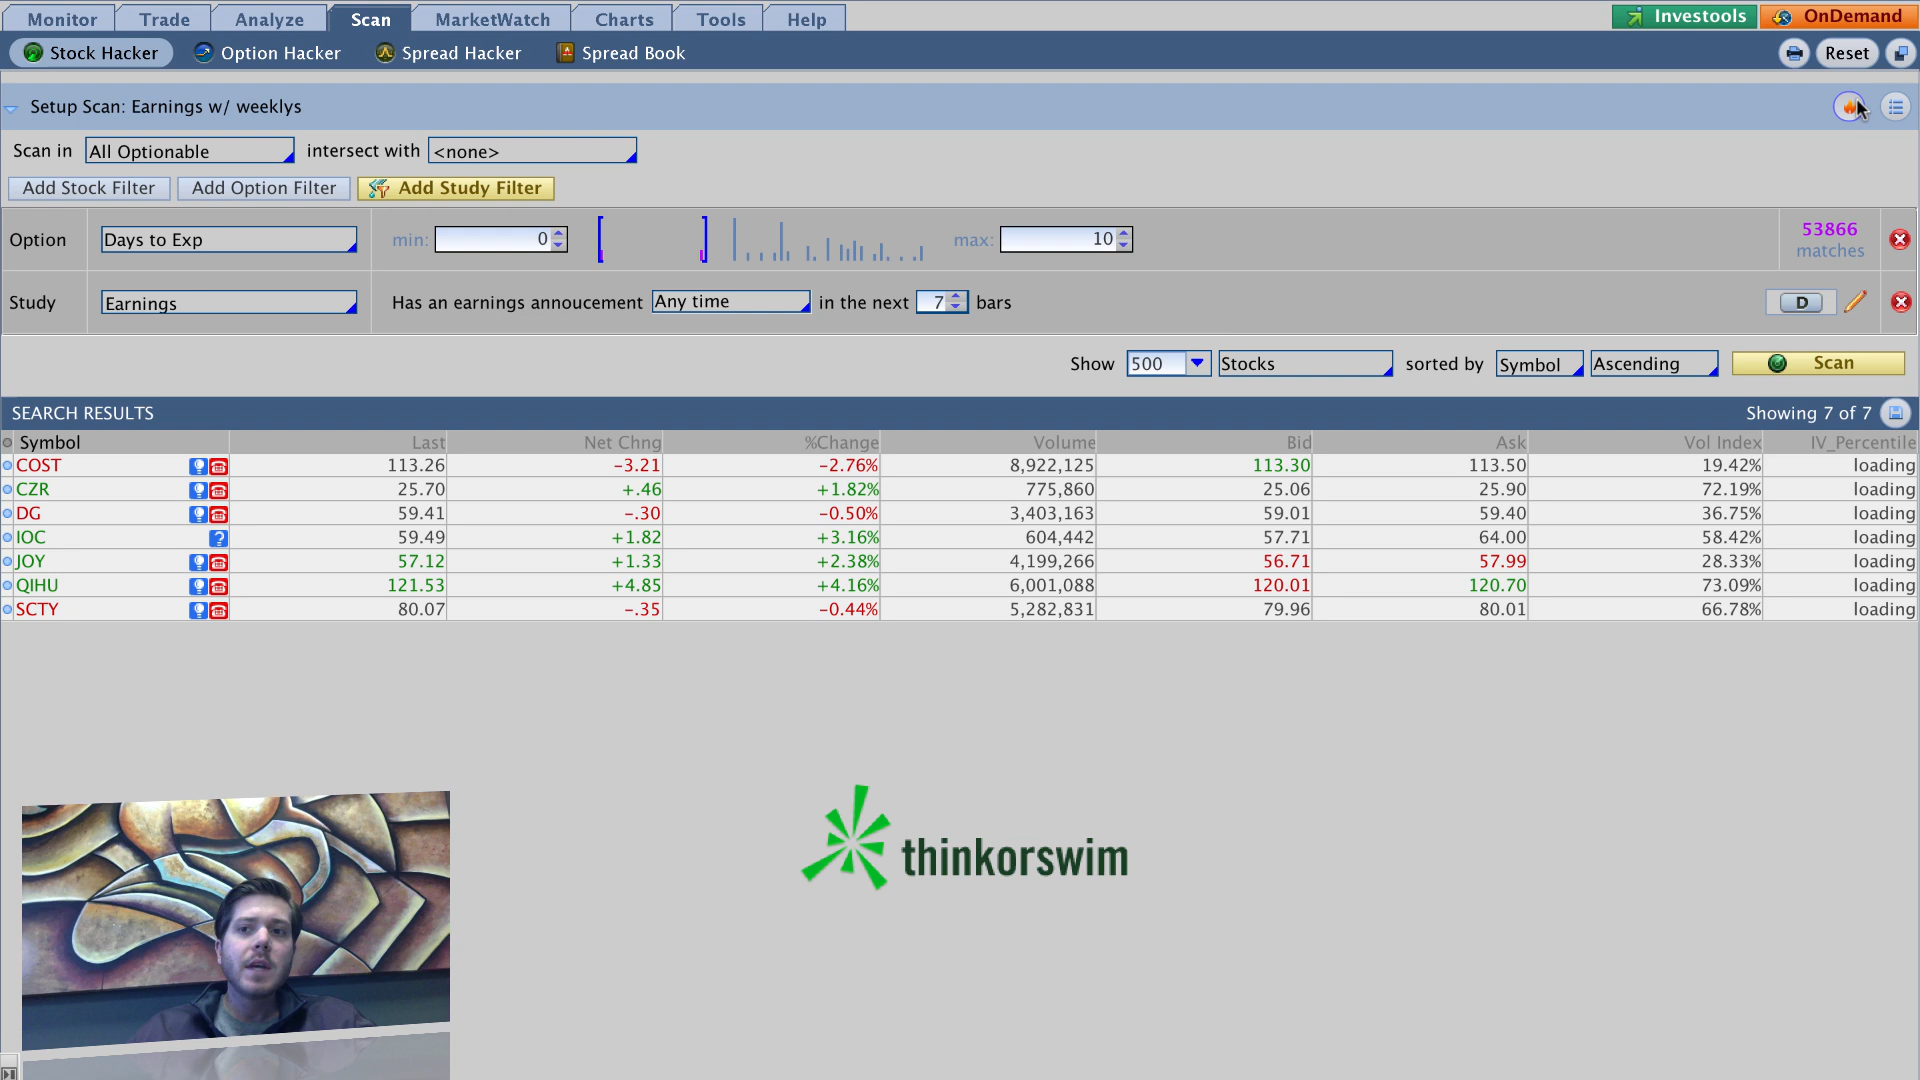 Monitor Trade Analyze Scan MarketWatch Charts Tools Help Investools OnDemand
Stock Hacker Option Hacker Spread Hacker Spread Book Reset
Setup Scan: Earnings w/ weeklys
Scan in All Optionable intersect with <none>
Add Stock Filter Add Option Filter Add Study Filter
Option Days to Exp min: 0 max: 10 53866 matches
Study Earnings Has an earnings annoucement Any time in the next 7 bars D
Show 500 Stocks sorted by Symbol Ascending Scan
SEARCH RESULTS Showing 7 of 7
Symbol Last Net Chng %Change Volume Bid Ask Vol Index IV_Percentile
COST 113.26 -3.21 -2.76% 8,922,125 113.30 113.50 19.42% loading
CZR 25.70 +.46 +1.82% 775,860 25.06 25.90 72.19% loading
DG 59.41 -.30 -0.50% 3,403,163 59.01 59.40 36.75% loading
IOC ? 59.49 +1.82 +3.16% 604,442 57.71 64.00 58.42% loading
JOY 57.12 +1.33 +2.38% 4,199,266 56.71 57.99 28.33% loading
QIHU 121.53 +4.85 +4.16% 6,001,088 120.01 120.70 73.09% loading
SCTY 80.07 -.35 -0.44% 5,282,831 79.96 80.01 66.78% loading
thinkorswim